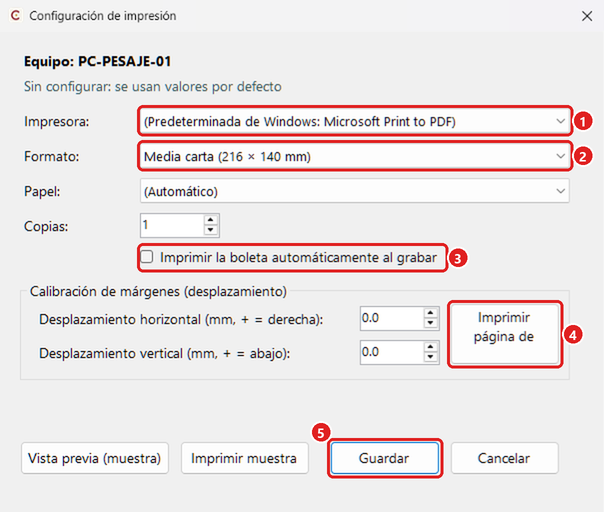 Configuración de impresión
Equipo: PC-PESAJE-01
Sin configurar: se usan valores por defecto
Impresora: (Predeterminada de Windows: Microsoft Print to PDF) 1
Formato: Media carta (216 × 140 mm) 2
Papel: (Automático)
Copias: 1
Imprimir la boleta automáticamente al grabar 3
Calibración de márgenes (desplazamiento)
Desplazamiento horizontal (mm, + = derecha): 0.0
Desplazamiento vertical (mm, + = abajo): 0.0
Imprimir
página de
4
5
Vista previa (muestra) Imprimir muestra Guardar Cancelar